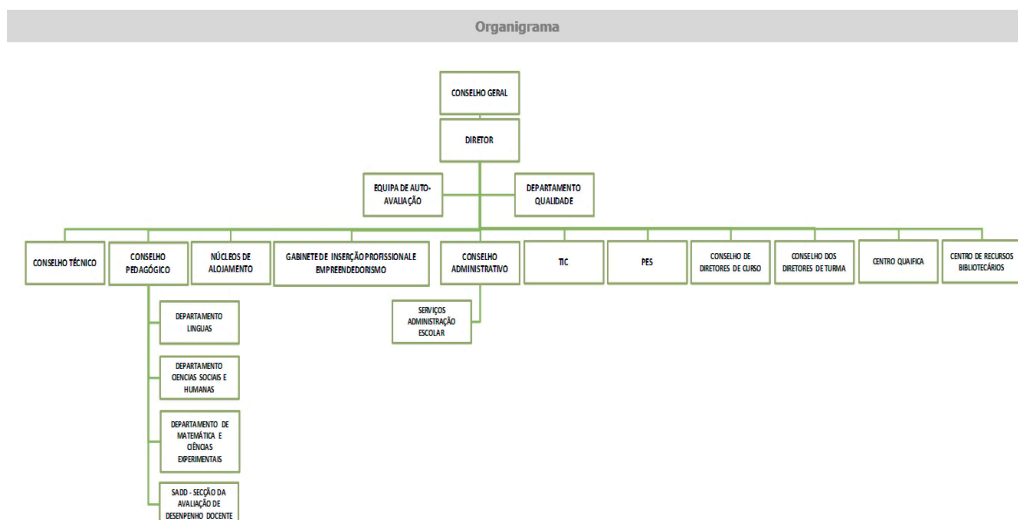 Organigrama
CONSELHO GERAL
DIRETOR
EQUIPA DE AUTO-
AVALIAÇÃO
DEPARTAMENTO
QUALIDADE
CONSELHO TÉCNICO
CONSELHO
PEDAGÓGICO
NÚCLEOS DE
ALOJAMENTO
GABINETE DE INSERÇÃO PROFISSIONAL E
EMPREENDEDORISMO
CONSELHO
ADMINISTRATIVO
TIC
PES
CONSELHO DE
DIRETORES DE CURSO
CONSELHO DOS
DIRETORES DE TURMA
CENTRO QUAIFICA
CENTRO DE RECURSOS
BIBLIOTECÁRIOS
DEPARTAMENTO
LINGUAS
DEPARTAMENTO
CIENCIAS SOCIAIS E
HUMANAS
DEPARTAMENTO DE
MATEMÁTICA E
CIÊNCIAS
EXPERIMENTAIS
SADD - SECÇÃO DA
AVALIAÇÃO DE
DESENPENHO DOCENTE
SERVIÇOS
ADMINISTRAÇÃO
ESCOLAR